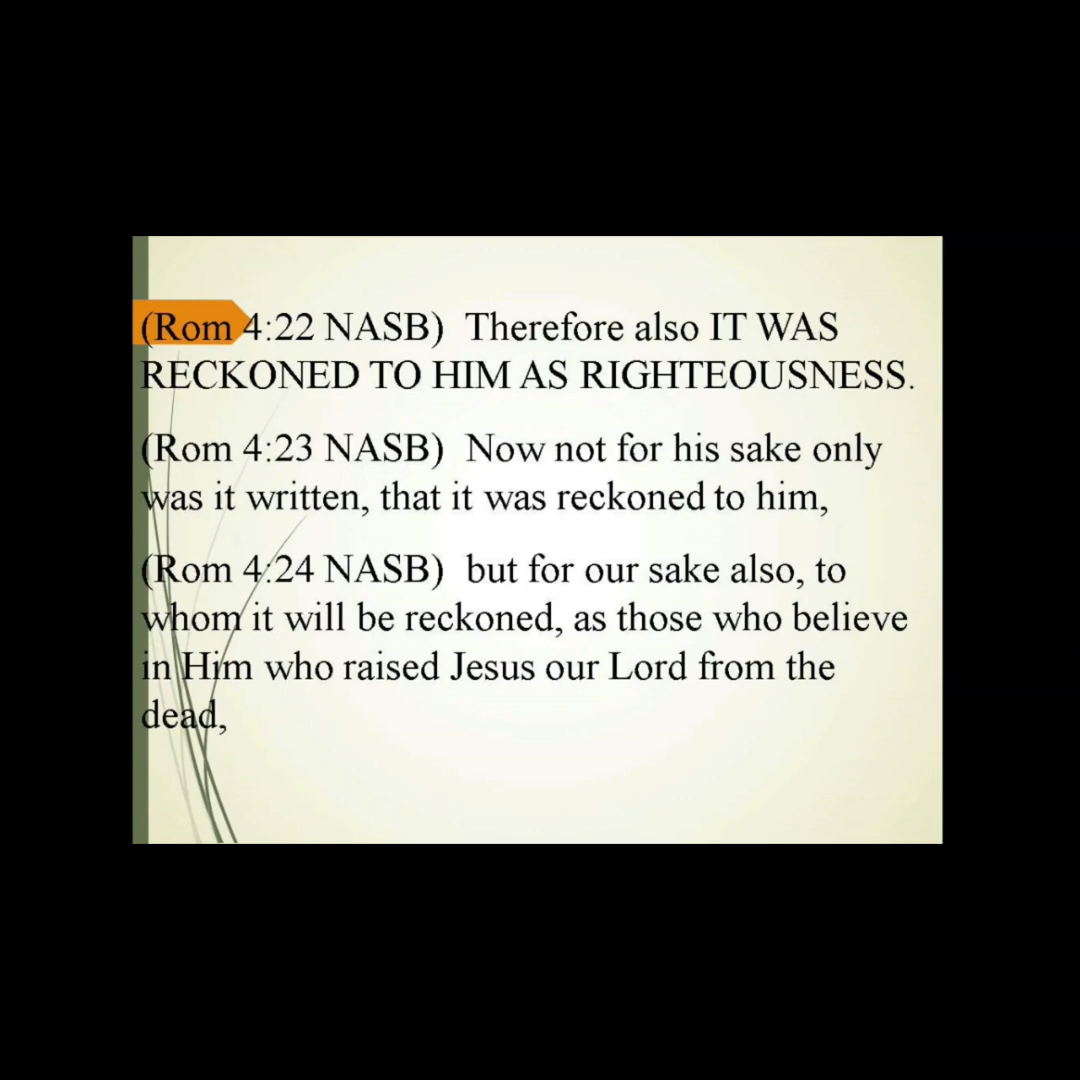 (Rom 4:22 NASB)  Therefore also IT WAS
RECKONED TO HIM AS RIGHTEOUSNESS.
(Rom 4:23 NASB)  Now not for his sake only
was it written, that it was reckoned to him,
(Rom 4:24 NASB)  but for our sake also, to
whom it will be reckoned, as those who believe
in Him who raised Jesus our Lord from the
dead,